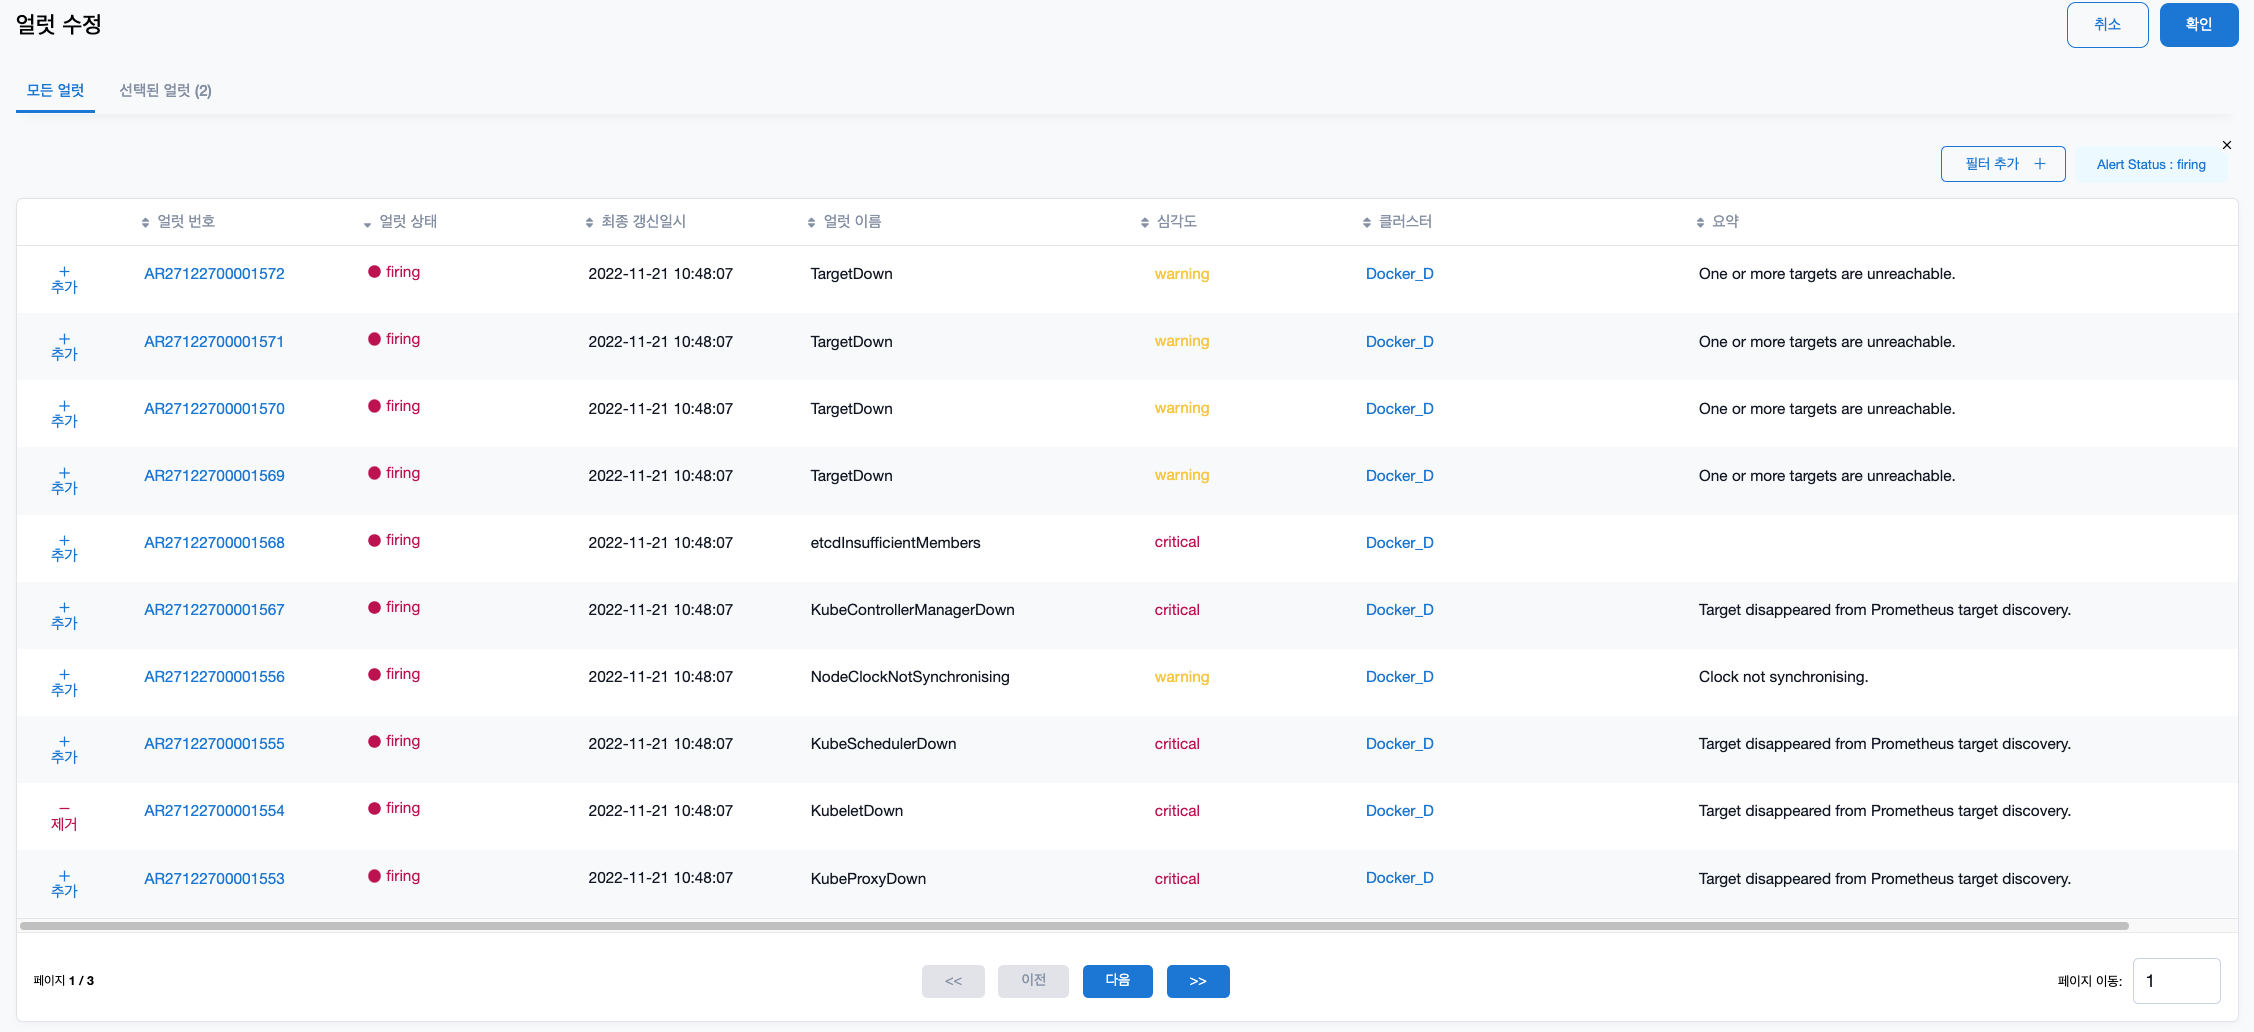 얼럿 수정
취소 확인
모든 얼럿 선택된 얼럿 (2)
필터 추가 + Alert Status : firing ×
얼럿 번호 얼럿 상태 최종 갱신일시 얼럿 이름 심각도 클러스터 요약
+ 추가 AR27122700001572 firing 2022-11-21 10:48:07 TargetDown warning Docker_D One or more targets are unreachable.
+ 추가 AR27122700001571 firing 2022-11-21 10:48:07 TargetDown warning Docker_D One or more targets are unreachable.
+ 추가 AR27122700001570 firing 2022-11-21 10:48:07 TargetDown warning Docker_D One or more targets are unreachable.
+ 추가 AR27122700001569 firing 2022-11-21 10:48:07 TargetDown warning Docker_D One or more targets are unreachable.
+ 추가 AR27122700001568 firing 2022-11-21 10:48:07 etcdInsufficientMembers critical Docker_D
+ 추가 AR27122700001567 firing 2022-11-21 10:48:07 KubeControllerManagerDown critical Docker_D Target disappeared from Prometheus target discovery.
+ 추가 AR27122700001556 firing 2022-11-21 10:48:07 NodeClockNotSynchronising warning Docker_D Clock not synchronising.
+ 추가 AR27122700001555 firing 2022-11-21 10:48:07 KubeSchedulerDown critical Docker_D Target disappeared from Prometheus target discovery.
− 제거 AR27122700001554 firing 2022-11-21 10:48:07 KubeletDown critical Docker_D Target disappeared from Prometheus target discovery.
+ 추가 AR27122700001553 firing 2022-11-21 10:48:07 KubeProxyDown critical Docker_D Target disappeared from Prometheus target discovery.
페이지 1 / 3 << 이전 다음 >> 페이지 이동: 1